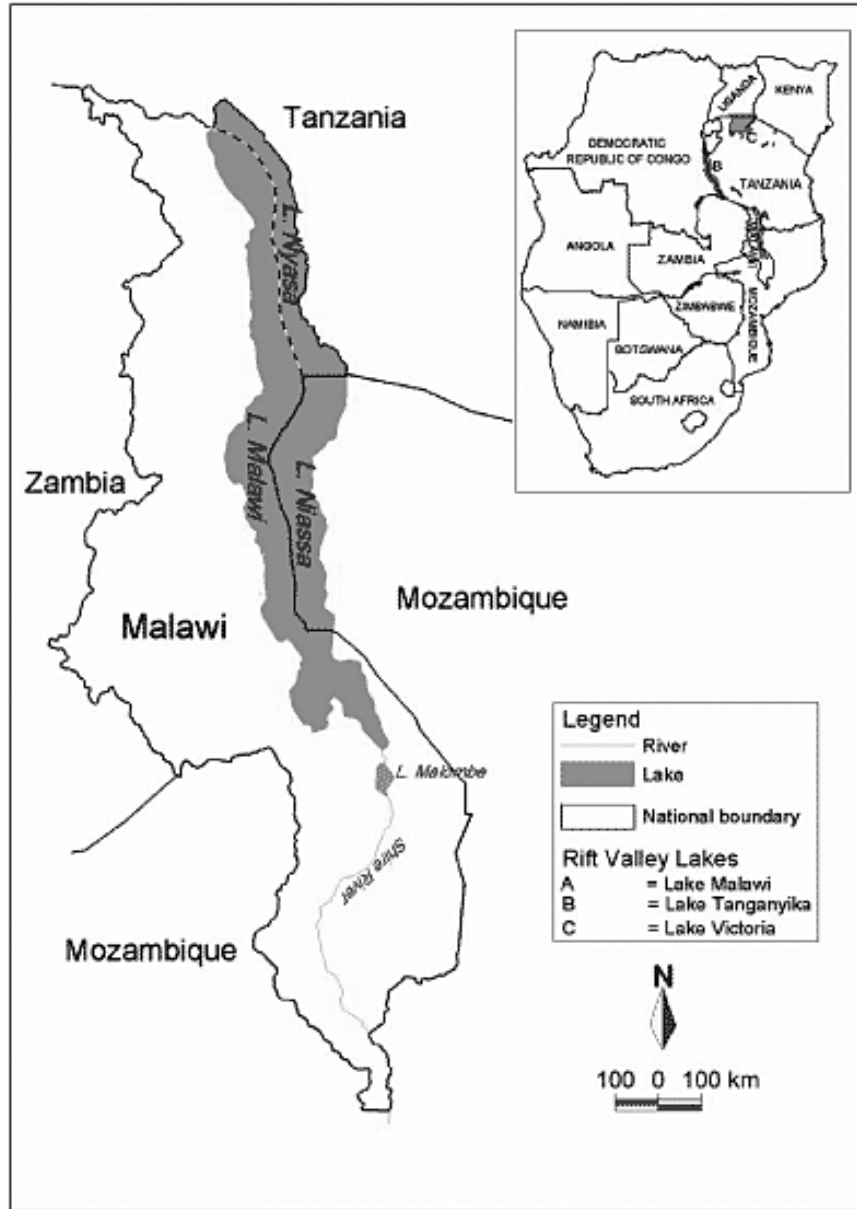 Tanzania
L. Nyasa
Zambia
L. Malawi
L. Niassa
Mozambique
Malawi
L. Malombe
Shire River
Mozambique
UGANDA
KENYA
DEMOCRATIC
REPUBLIC OF CONGO
C
B
TANZANIA
A
ANGOLA
ZAMBIA
ZIMBABWE
MOZAMBIQUE
NAMIBIA
BOTSWANA
SOUTH AFRICA
Legend
River
Lake
National boundary
Rift Valley Lakes
A = Lake Malawi
B = Lake Tanganyika
C = Lake Victoria
N
100 0 100 km